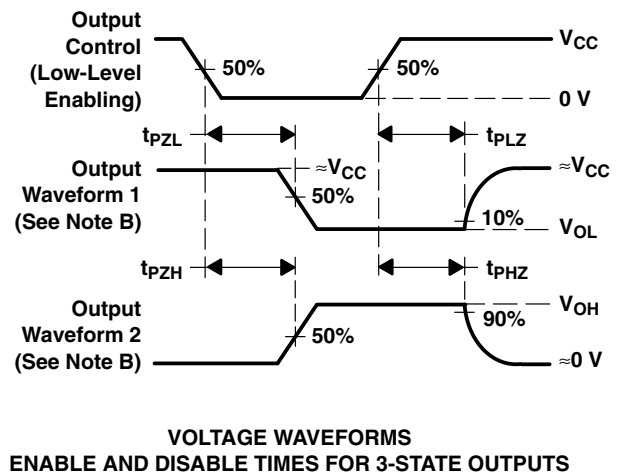 Output
Control
(Low-Level
Enabling)
50%
50%
VCC
0 V
tPZL
tPLZ
Output
Waveform 1
(See Note B)
≈VCC
50%
≈VCC
10%
VOL
tPZH
tPHZ
Output
Waveform 2
(See Note B)
50%
VOH
90%
≈0 V
VOLTAGE WAVEFORMS
ENABLE AND DISABLE TIMES FOR 3-STATE OUTPUTS